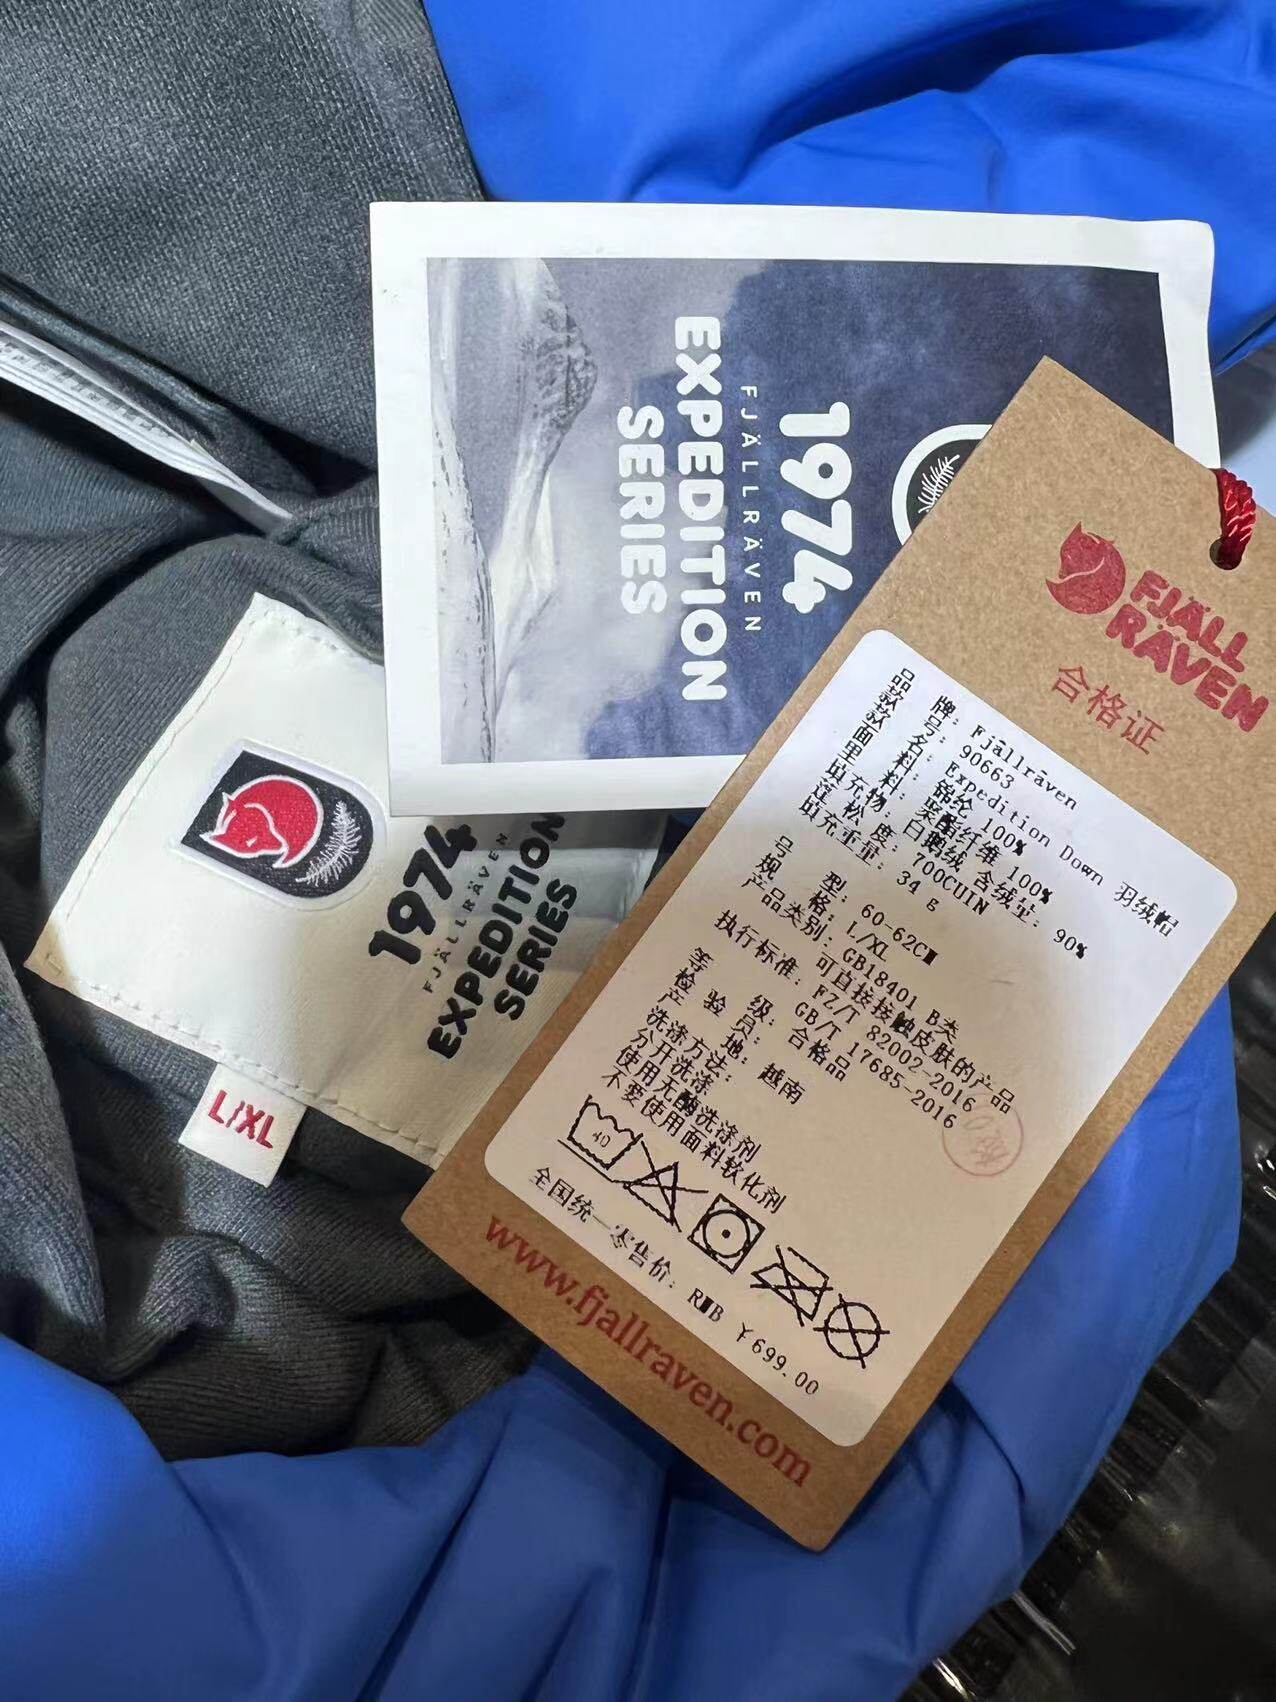 1974
FJÄLLRÄVEN
EXPEDITION
SERIES
FJÄLL
RÄVEN
合格证
品牌：Fjällräven
款号：90663
款名：Expedition Down 羽绒帽
面料：锦纶 100%
里料：聚酯纤维 100%
填充物：白鹅绒 含绒量：90%
蓬松度：700CUIN
填充重量：34 g
号型：60-62CM
规格：L/XL
产品类别：GB18401 B类
可直接接触皮肤的产品
执行标准：FZ/T 82002-2016
GB/T 17685-2016
等级：合格品
检验员：
产地：越南
洗涤方法：
分开洗涤
使用无酶洗涤剂
不要使用面料软化剂
40
全国统一零售价：RMB ￥699.00
www.fjallraven.com
1974
FJÄLLRÄVEN
EXPEDITION
SERIES
L/XL